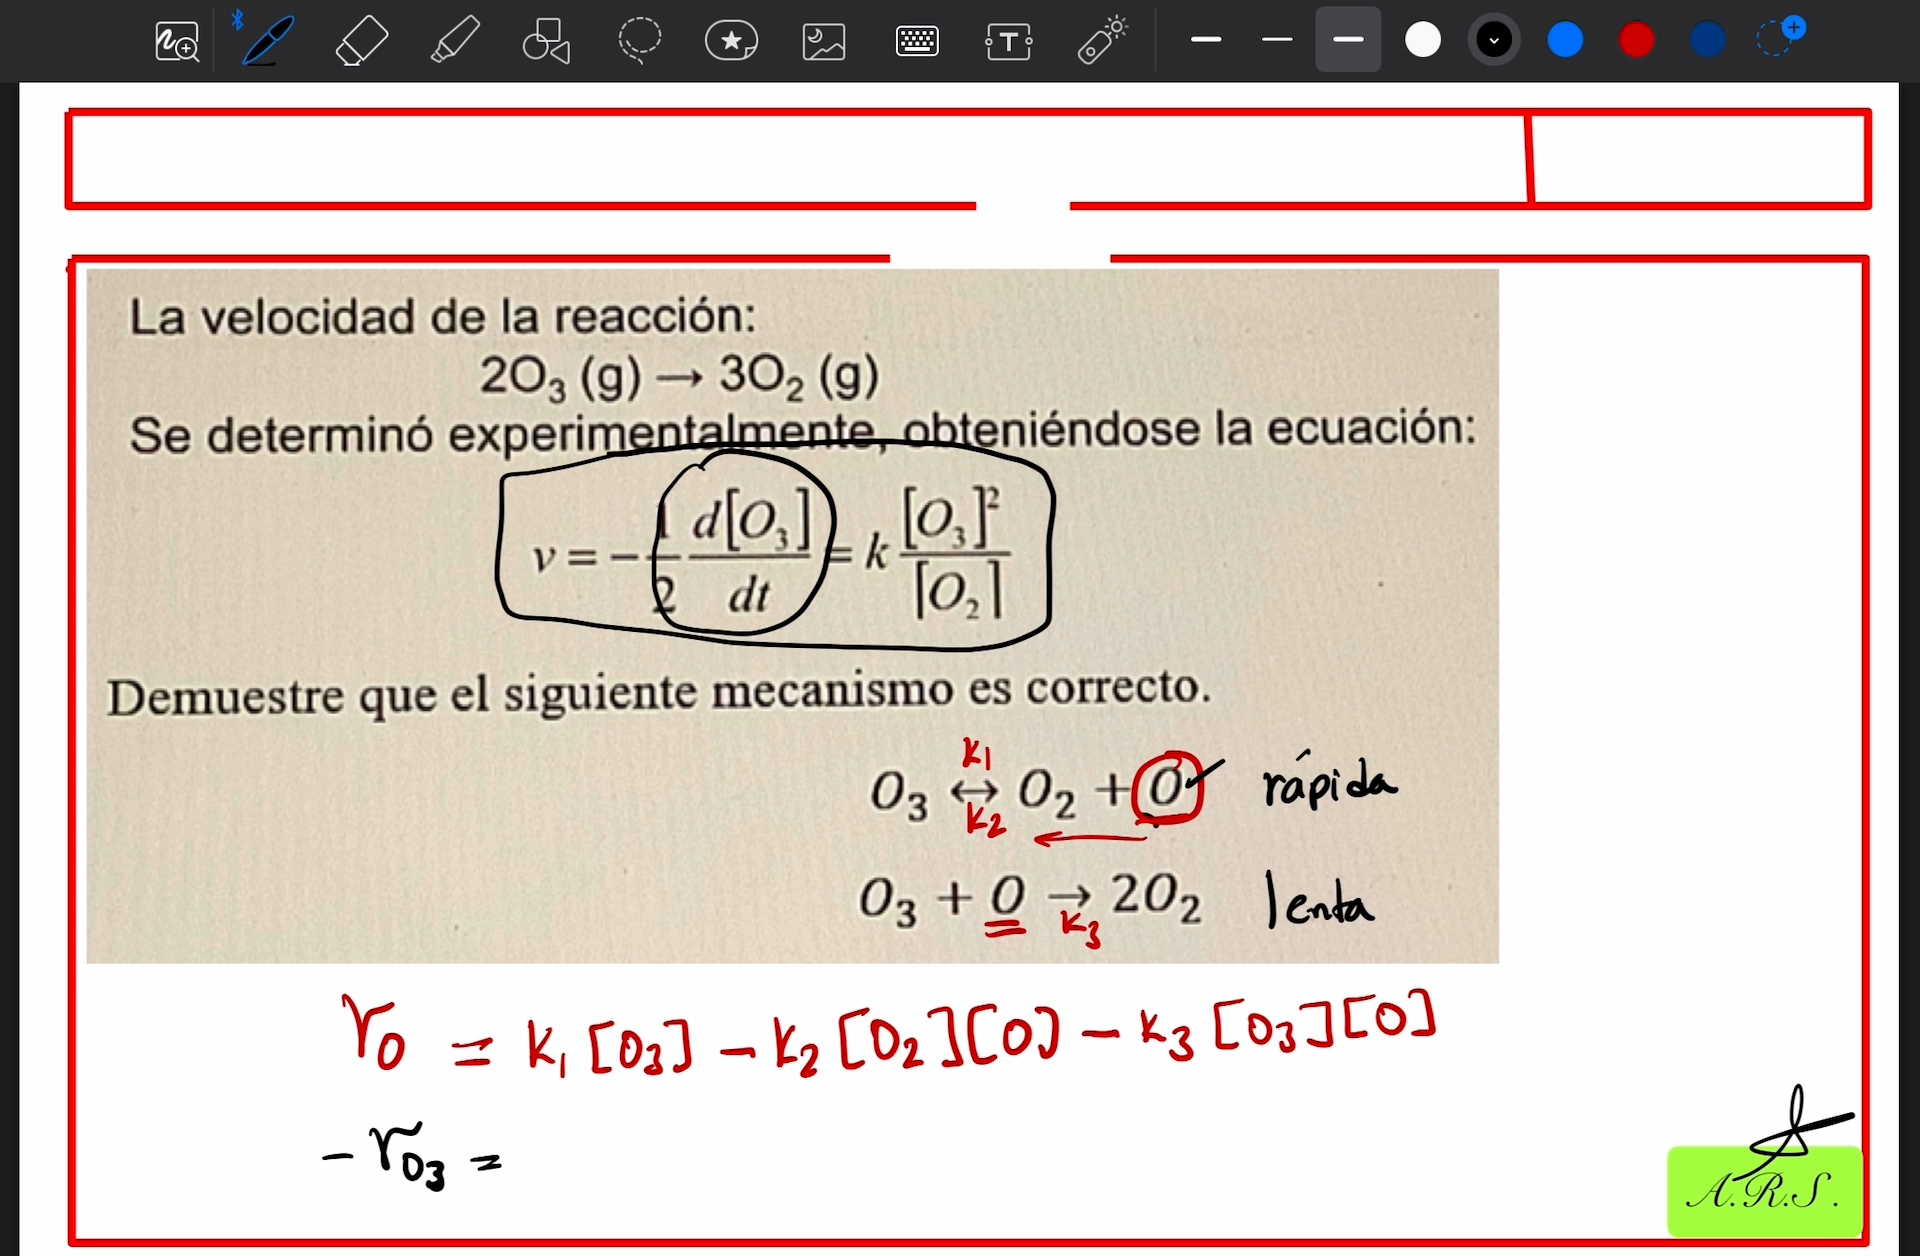 La velocidad de la reacción:
2O₃ (g) → 3O₂ (g)
Se determinó experimentalmente, obteniéndose la ecuación:
v = - 1/2 d[O₃]/dt = k [O₃]²/[O₂]
Demuestre que el siguiente mecanismo es correcto.
k₁
O₃ ↔ O₂ + O rápida
k₂
O₃ + O → 2O₂ lenta
k₃
r₀ = k₁[O₃] - k₂[O₂][O] - k₃[O₃][O]
- r_O₃ =
A.R.S.